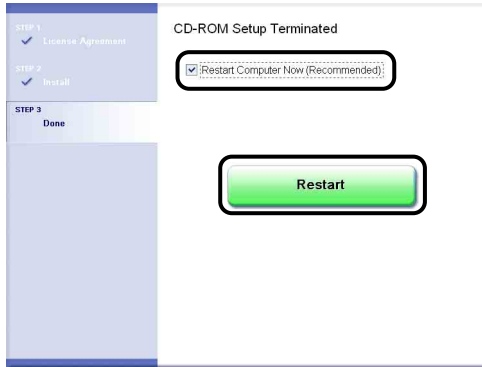 STEP 1
License Agreement
STEP 2
Install
STEP 3
Done
CD-ROM Setup Terminated
Restart Computer Now (Recommended)
Restart